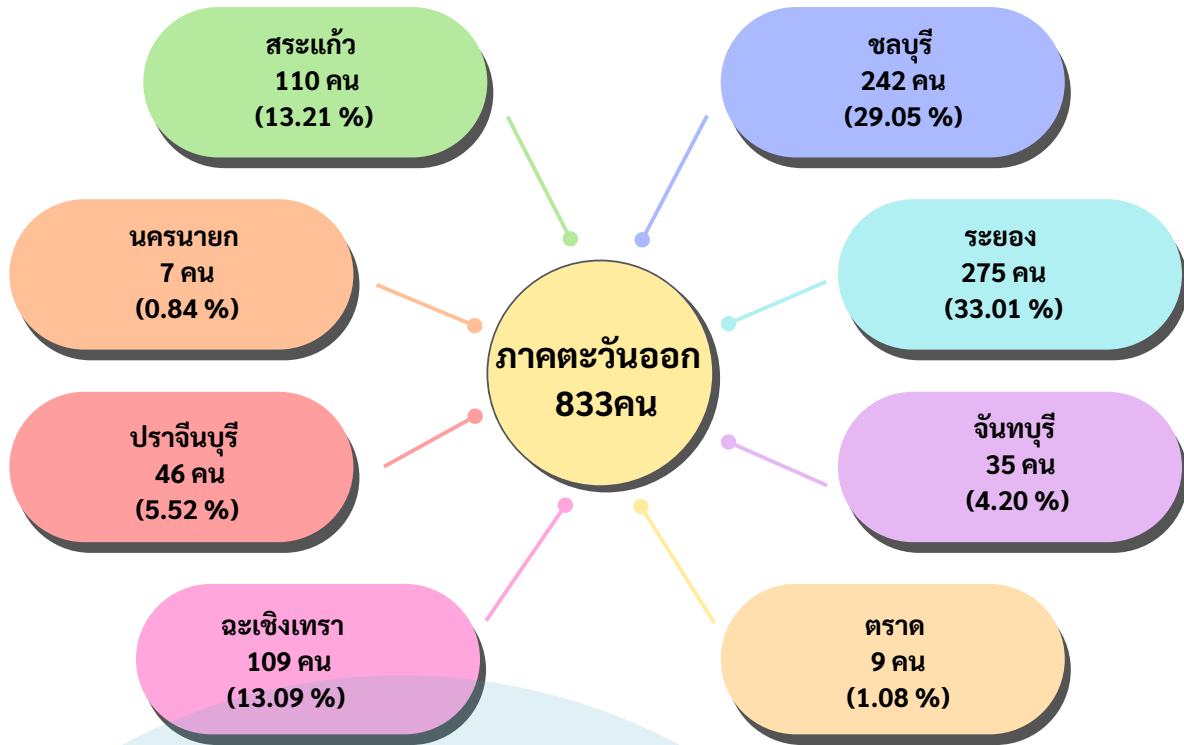 สระแก้ว
110 คน
(13.21 %)
ชลบุรี
242 คน
(29.05 %)
นครนายก
7 คน
(0.84 %)
ระยอง
275 คน
(33.01 %)
ภาคตะวันออก
833คน
ปราจีนบุรี
46 คน
(5.52 %)
จันทบุรี
35 คน
(4.20 %)
ฉะเชิงเทรา
109 คน
(13.09 %)
ตราด
9 คน
(1.08 %)